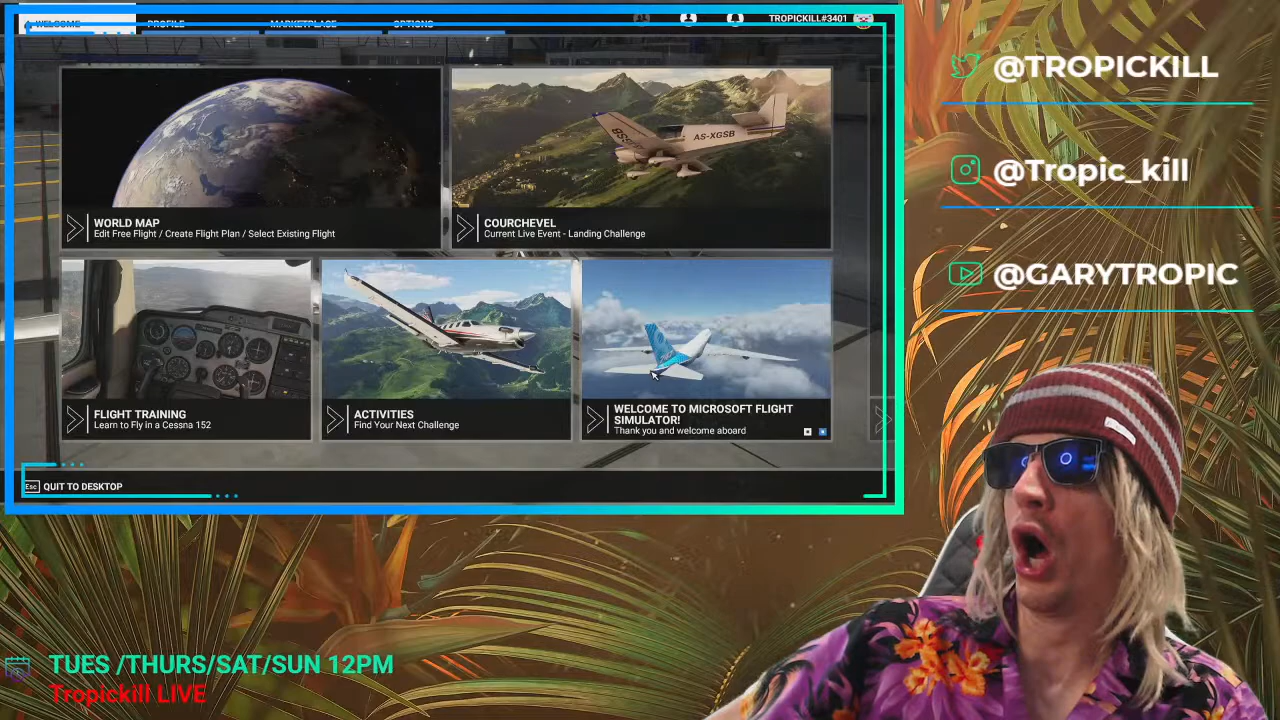 WELCOME
PROFILE
MARKETPLACE
OPTIONS
TROPICKILL#3401
AS-XGSB
WORLD MAP
Edit Free Flight / Create Flight Plan / Select Existing Flight
COURCHEVEL
Current Live Event - Landing Challenge
FLIGHT TRAINING
Learn to Fly in a Cessna 152
ACTIVITIES
Find Your Next Challenge
WELCOME TO MICROSOFT FLIGHT
SIMULATOR!
Thank you and welcome aboard
Esc QUIT TO DESKTOP
@TROPICKILL
@Tropic_kill
@GARYTROPIC
TUES /THURS/SAT/SUN 12PM
Tropickill LIVE